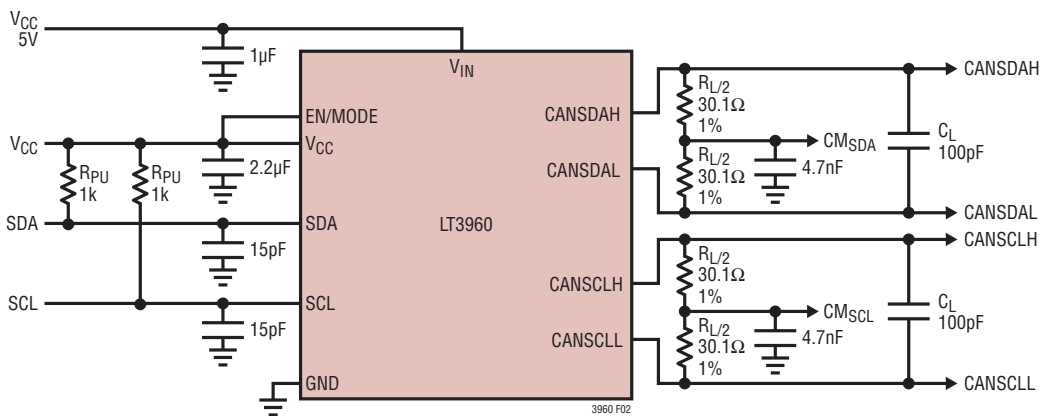 VCC
5V
1µF
VIN
EN/MODE
VCC
VCC
2.2µF
RPU
1k
RPU
1k
SDA
SDA
15pF
SCL
SCL
15pF
GND
LT3960
CANSDAH
CANSDAL
CANSCLH
CANSCLL
RL/2
30.1Ω
1%
CMSDA
RL/2
30.1Ω
1%
4.7nF
CL
100pF
CANSDAH
CANSDAL
CANSCLH
RL/2
30.1Ω
1%
CMSCL
RL/2
30.1Ω
1%
4.7nF
CL
100pF
CANSCLL
3960 F02